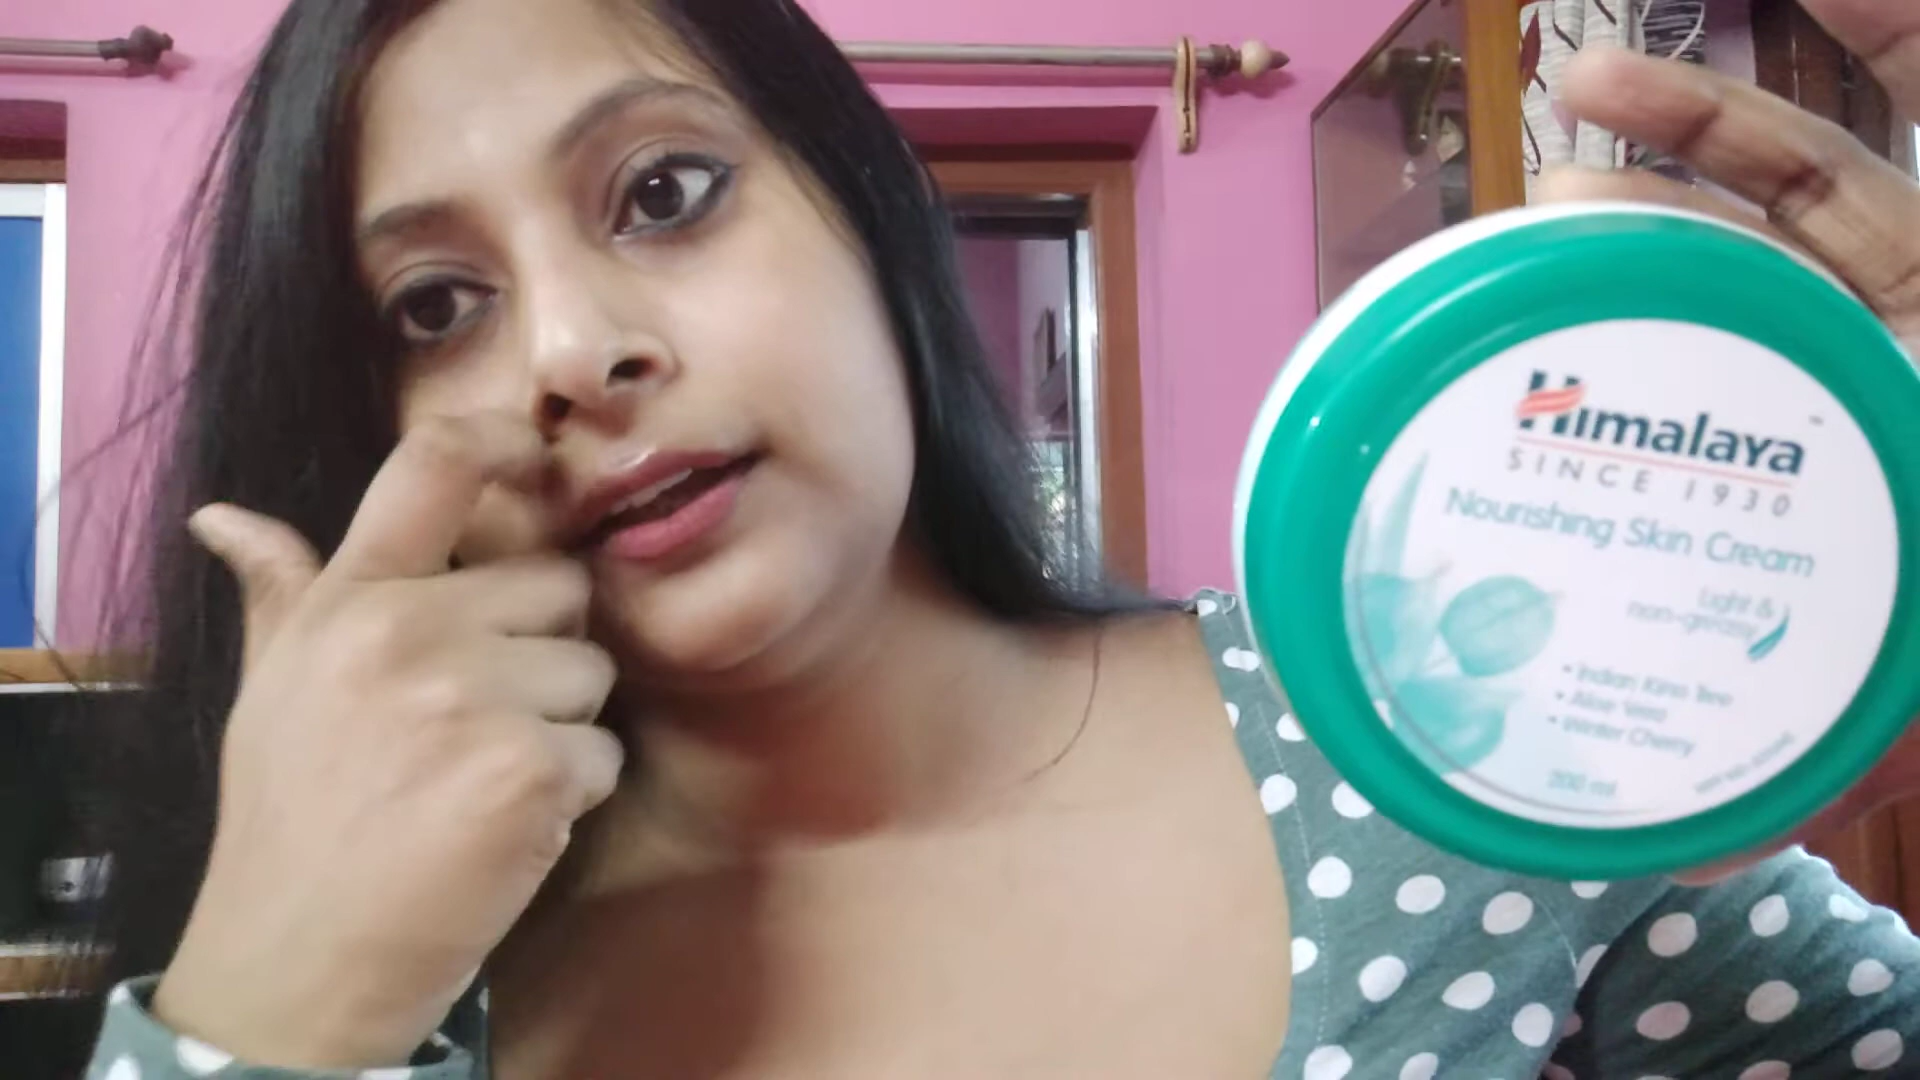 Himalaya
SINCE 1930
Nourishing Skin Cream
Light &
non-greasy
• Indian Kino Tree
• Aloe Vera
• Winter Cherry
200 ml